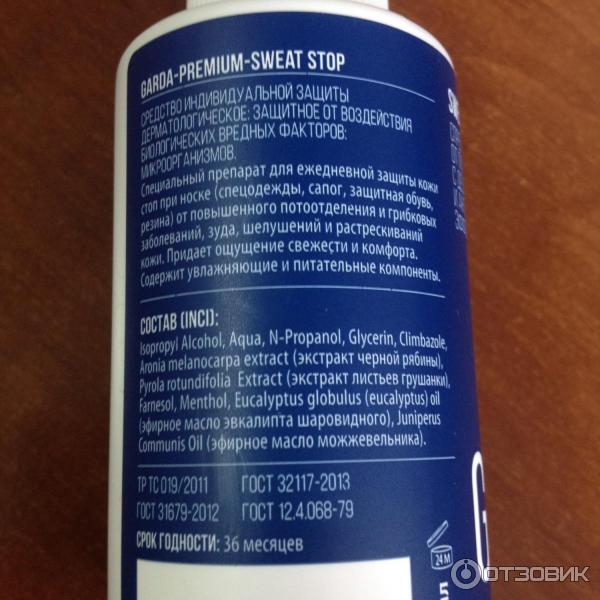 GARDA-PREMIUM-SWEAT STOP
СРЕДСТВО ИНДИВИДУАЛЬНОЙ ЗАЩИТЫ
ДЕРМАТОЛОГИЧЕСКОЕ: ЗАЩИТНОЕ ОТ ВОЗДЕЙСТВИЯ
БИОЛОГИЧЕСКИХ ВРЕДНЫХ ФАКТОРОВ:
МИКРООРГАНИЗМОВ.
Специальный препарат для ежедневной защиты кожи
стоп при носке (спецодежды, сапог, защитная обувь,
резина) от повышенного потоотделения и грибковых
заболеваний, зуда, шелушений и растрескиваний
кожи. Придает ощущение свежести и комфорта.
Содержит увлажняющие и питательные компоненты.
СОСТАВ (INCI):
Isopropyl Alcohol, Aqua, N-Propanol, Glycerin, Climbazole,
Aronia melanocarpa extract (экстракт черной рябины),
Pyrola rotundifolia Extract (экстракт листьев грушанки),
Farnesol, Menthol, Eucalyptus globulus (eucalyptus) oil
(эфирное масло эвкалипта шаровидного), Juniperus
Communis Oil (эфирное масло можжевельника).
ТР ТС 019/2011 ГОСТ 32117-2013
ГОСТ 31679-2012 ГОСТ 12.4.068-79
СРОК ГОДНОСТИ: 36 месяцев
24 M
G
ОТЗОВИК